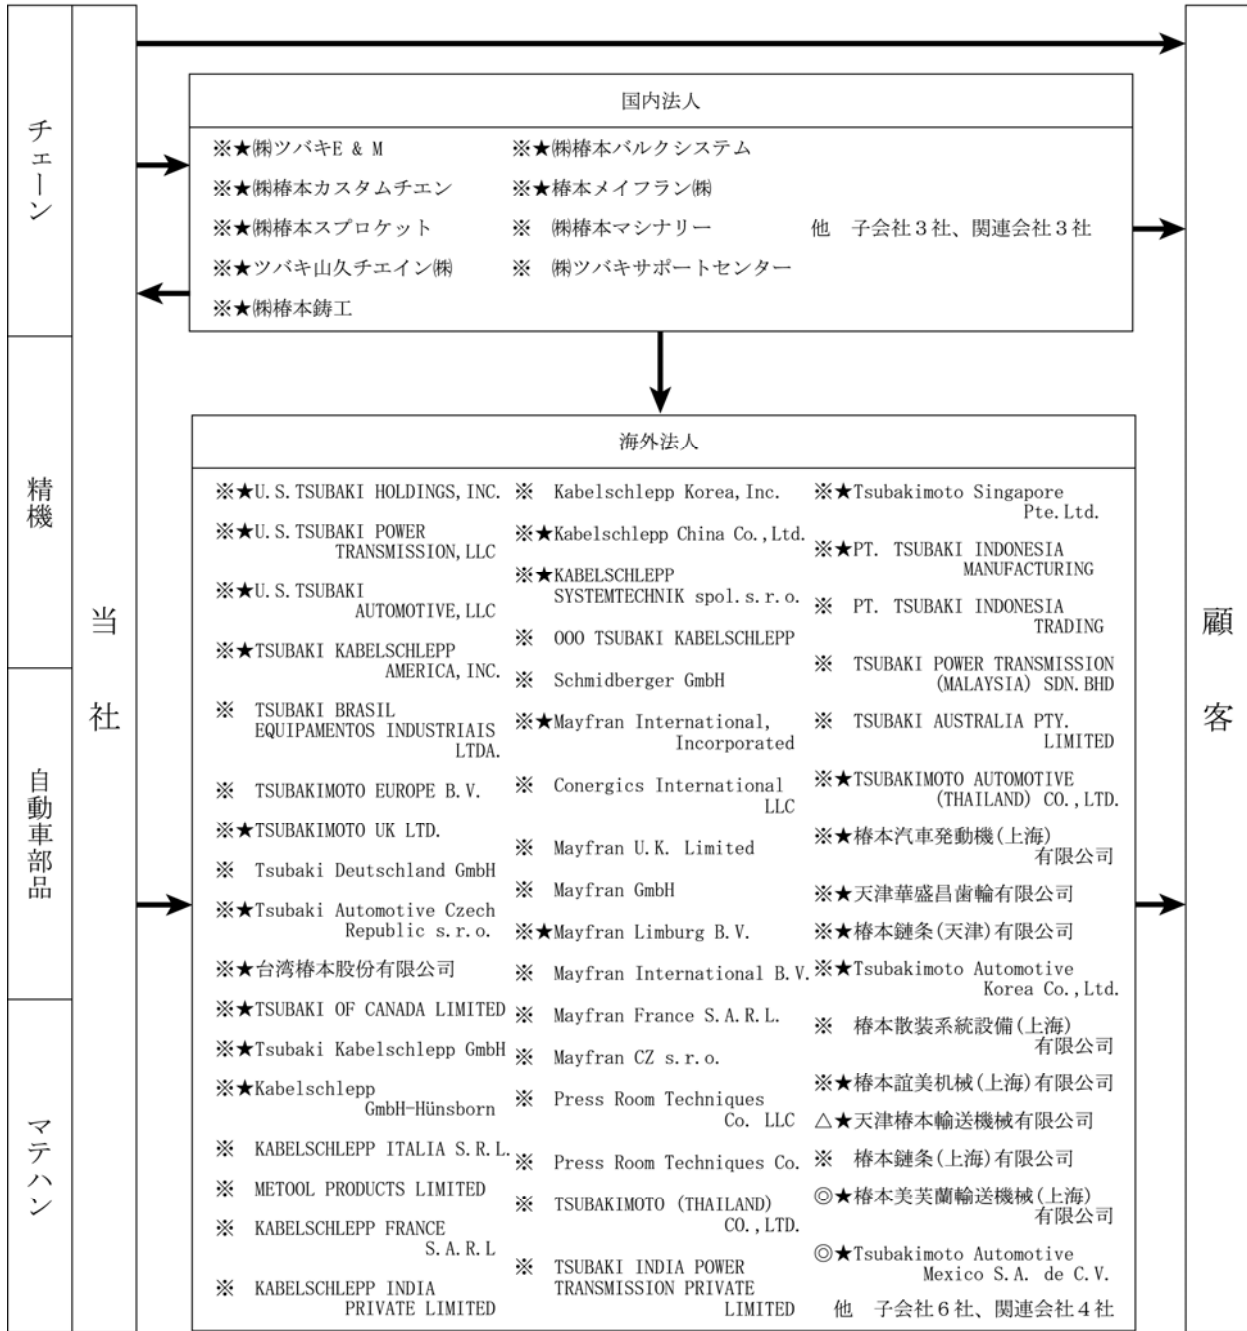 チェーン
精機
自動車部品
マテハン
当社
国内法人
※★㈱ツバキE & M
※★㈱椿本カスタムチエン
※★㈱椿本スプロケット
※★ツバキ山久チエイン㈱
※★㈱椿本鋳工
※★㈱椿本バルクシステム
※★椿本メイフラン㈱
※ ㈱椿本マシナリー
※ ㈱ツバキサポートセンター
他 子会社3社、関連会社3社
海外法人
※★U.S.TSUBAKI HOLDINGS,INC.
※★U.S.TSUBAKI POWER
TRANSMISSION,LLC
※★U.S.TSUBAKI
AUTOMOTIVE,LLC
※★TSUBAKI KABELSCHLEPP
AMERICA,INC.
※ TSUBAKI BRASIL
EQUIPAMENTOS INDUSTRIAIS
LTDA.
※ TSUBAKIMOTO EUROPE B.V.
※★TSUBAKIMOTO UK LTD.
※ Tsubaki Deutschland GmbH
※★Tsubaki Automotive Czech
Republic s.r.o.
※★台湾椿本股份有限公司
※★TSUBAKI OF CANADA LIMITED
※★Tsubaki Kabelschlepp GmbH
※★Kabelschlepp
GmbH-Hünsborn
※ KABELSCHLEPP ITALIA S.R.L.
※ METOOL PRODUCTS LIMITED
※ KABELSCHLEPP FRANCE
S.A.R.L
※ KABELSCHLEPP INDIA
PRIVATE LIMITED
※ Kabelschlepp Korea,Inc.
※★Kabelschlepp China Co.,Ltd.
※★KABELSCHLEPP
SYSTEMTECHNIK spol.s.r.o.
※ OOO TSUBAKI KABELSCHLEPP
※ Schmidberger GmbH
※★Mayfran International,
Incorporated
※ Conergics International
LLC
※ Mayfran U.K. Limited
※ Mayfran GmbH
※★Mayfran Limburg B.V.
※ Mayfran International B.V.
※ Mayfran France S.A.R.L.
※ Mayfran CZ s.r.o.
※ Press Room Techniques
Co. LLC
※ Press Room Techniques Co.
※ TSUBAKIMOTO (THAILAND)
CO.,LTD.
※ TSUBAKI INDIA POWER
TRANSMISSION PRIVATE
LIMITED
※★Tsubakimoto Singapore
Pte.Ltd.
※★PT. TSUBAKI INDONESIA
MANUFACTURING
※ PT. TSUBAKI INDONESIA
TRADING
※ TSUBAKI POWER TRANSMISSION
(MALAYSIA) SDN.BHD
※ TSUBAKI AUSTRALIA PTY.
LIMITED
※★TSUBAKIMOTO AUTOMOTIVE
(THAILAND) CO.,LTD.
※★椿本汽車発動機(上海)
有限公司
※★天津華盛昌歯輪有限公司
※★椿本鏈条(天津)有限公司
※★Tsubakimoto Automotive
Korea Co.,Ltd.
※ 椿本散装系統設備(上海)
有限公司
※★椿本誼美机械(上海)有限公司
△★天津椿本輸送機械有限公司
※ 椿本鏈条(上海)有限公司
◎★椿本美芙蘭輸送機械(上海)
有限公司
◎★Tsubakimoto Automotive
Mexico S.A. de C.V.
他 子会社6社、関連会社4社
顧客